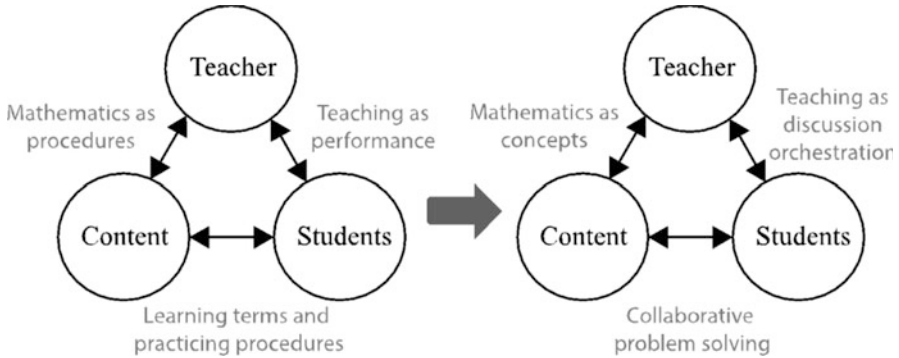 Teacher
Mathematics as
procedures
Teaching as
performance
Content
Students
Learning terms and
practicing procedures
Teacher
Mathematics as
concepts
Teaching as
discussion
orchestration
Content
Students
Collaborative
problem solving